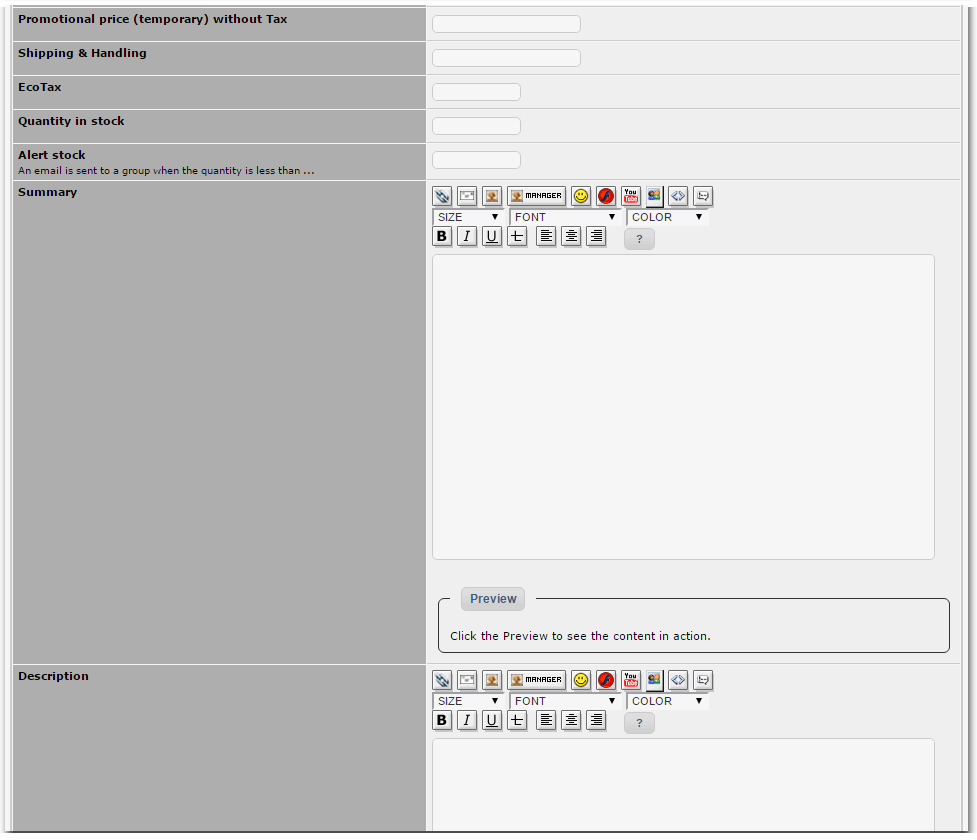 Promotional price (temporary) without Tax
Shipping & Handling
EcoTax
Quantity in stock
Alert stock
An email is sent to a group when the quantity is less than ...
Summary
MANAGER You Tube
SIZE FONT COLOR
B I U T ?
Preview
Click the Preview to see the content in action.
Description
MANAGER You Tube
SIZE FONT COLOR
B I U T ?